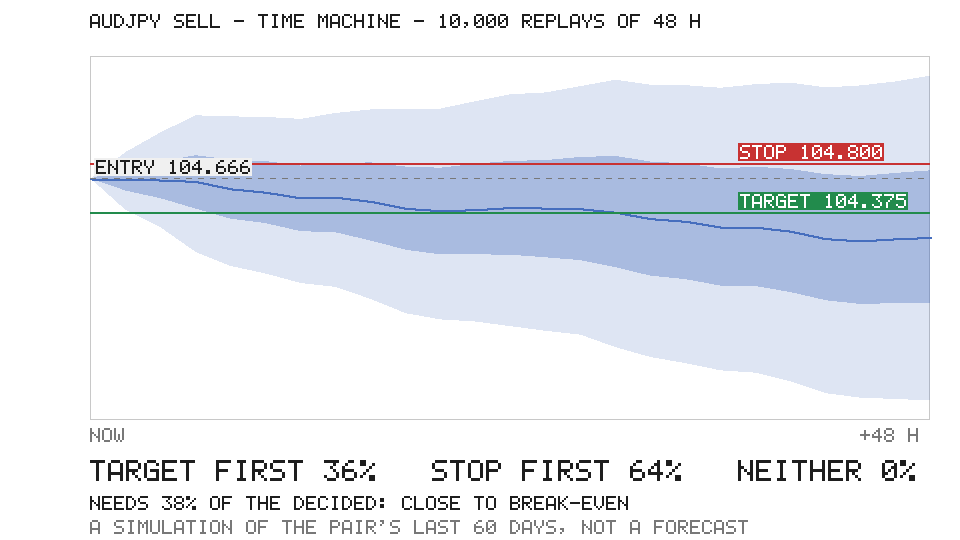 AUDJPY SELL - TIME MACHINE - 10,000 REPLAYS OF 48 H
STOP 104.800
ENTRY 104.666
TARGET 104.375
NOW +48 H
TARGET FIRST 36% STOP FIRST 64% NEITHER 0%
NEEDS 38% OF THE DECIDED: CLOSE TO BREAK-EVEN
A SIMULATION OF THE PAIR'S LAST 60 DAYS, NOT A FORECAST